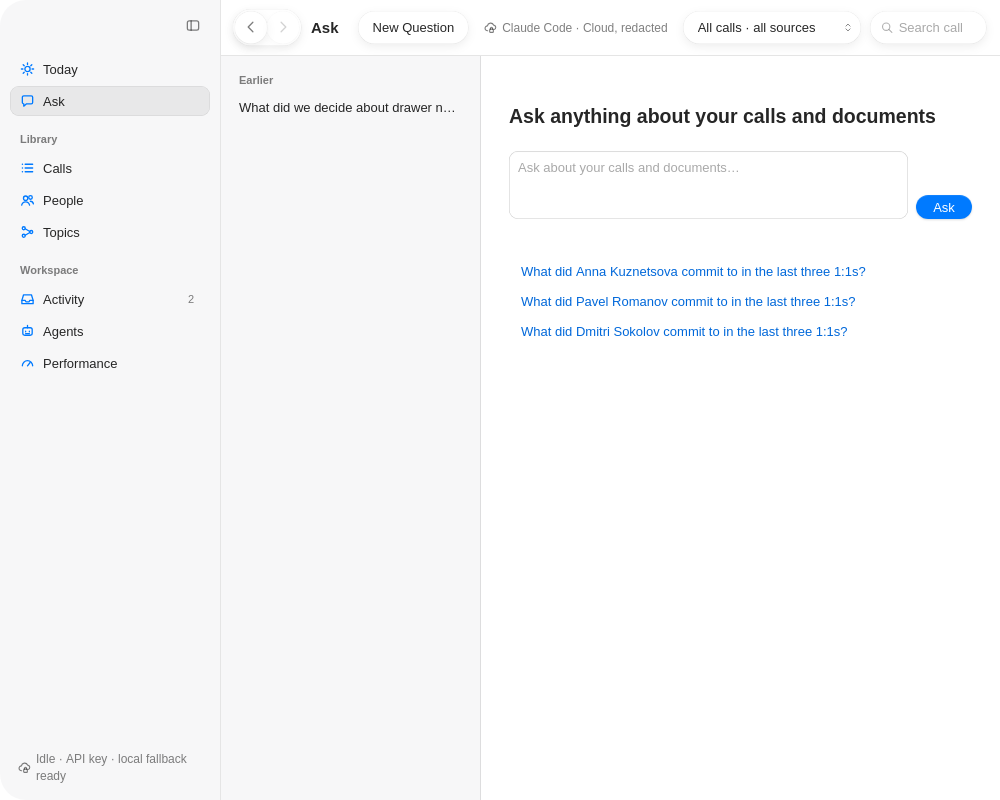 Today
Ask
Library
Calls
People
Topics
Workspace
Activity 2
Agents
Performance
Idle · API key · local fallback
ready
Ask
New Question
Claude Code · Cloud, redacted
All calls · all sources
Search call
Earlier
What did we decide about drawer n…
Ask anything about your calls and documents
Ask about your calls and documents…
Ask
What did Anna Kuznetsova commit to in the last three 1:1s?
What did Pavel Romanov commit to in the last three 1:1s?
What did Dmitri Sokolov commit to in the last three 1:1s?